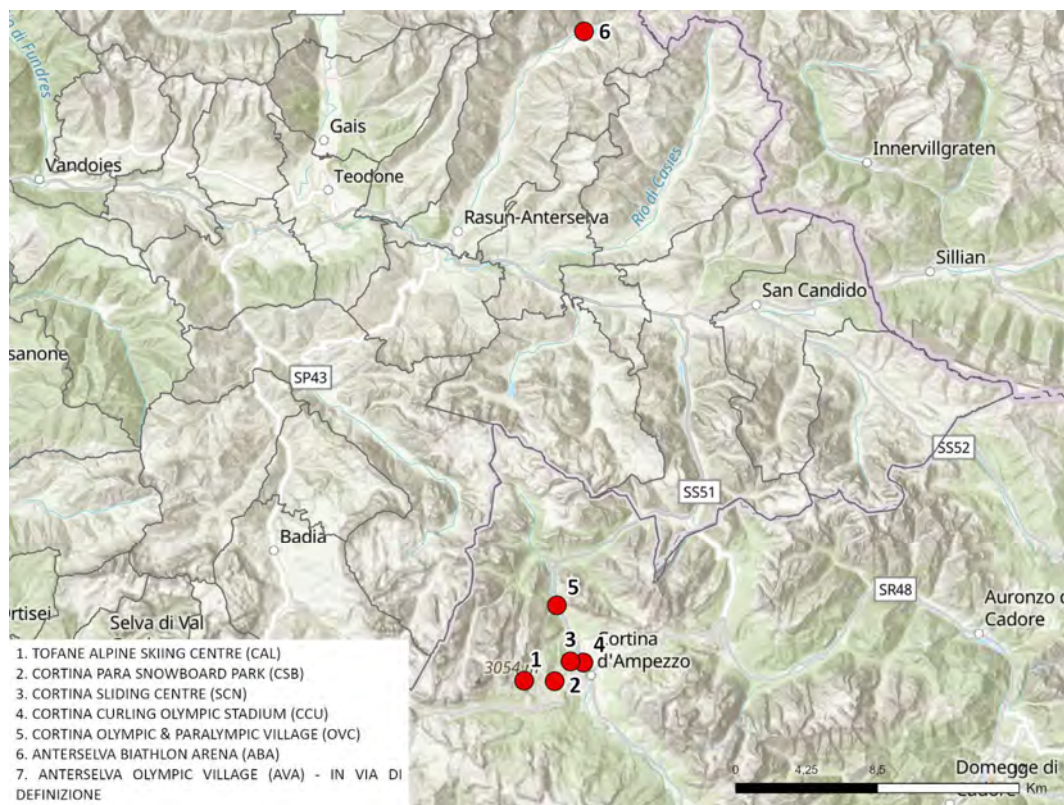 di Fundres
6
Gais
Vandoies
Teodone
Innervillgraten
Rio di Casies
Rasun-Anterselva
Sillian
San Candido
sanone
SP43
SS52
SS51
Badia
5
SR48
Auronzo d
Cadore
Ortisei
Selva di Val
3
4
Cortina
d'Ampezzo
1
3054 m
2
1. TOFANE ALPINE SKIING CENTRE (CAL)
2. CORTINA PARA SNOWBOARD PARK (CSB)
3. CORTINA SLIDING CENTRE (SCN)
4. CORTINA CURLING OLYMPIC STADIUM (CCU)
5. CORTINA OLYMPIC & PARALYMPIC VILLAGE (OVC)
6. ANTERSELVA BIATHLON ARENA (ABA)
7. ANTERSELVA OLYMPIC VILLAGE (AVA) - IN VIA DI
DEFINIZIONE
0 4,25 8,5
Km
Domegge di
Cadore